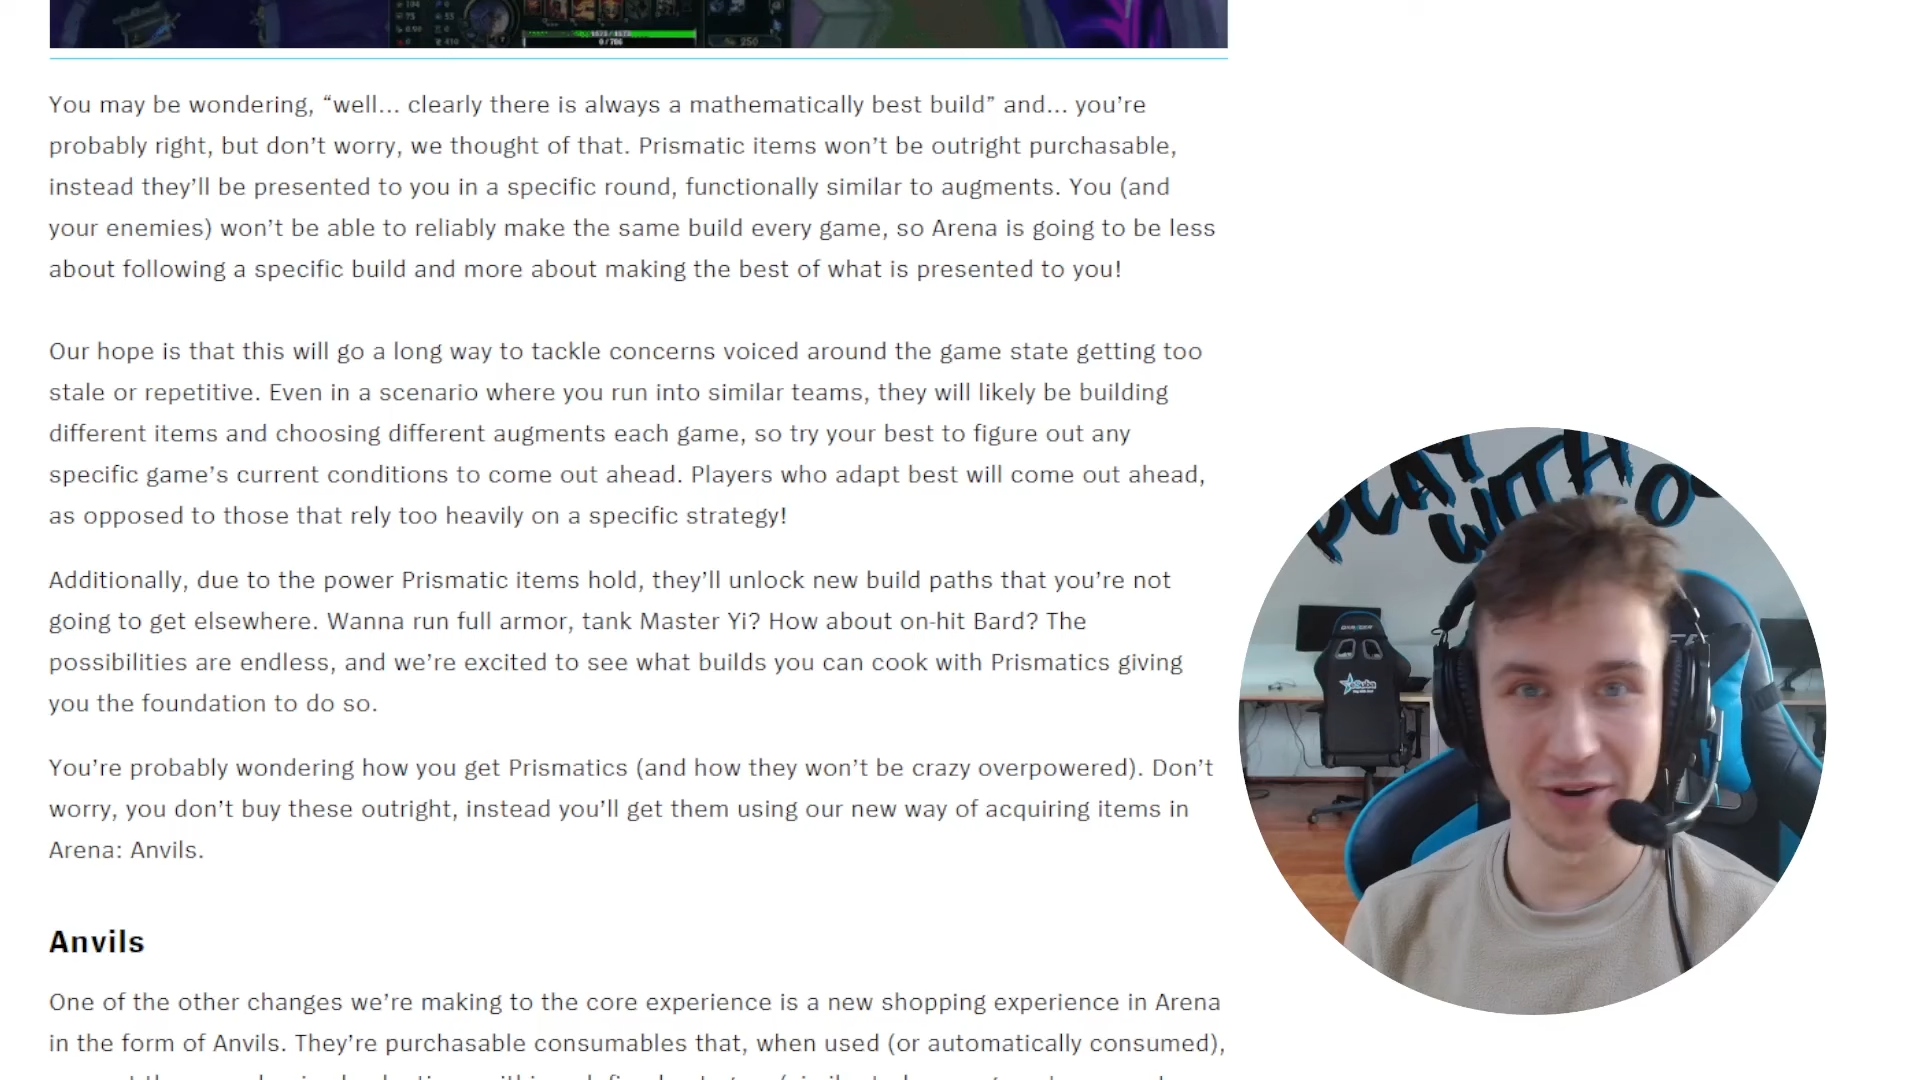 You may be wondering, “well... clearly there is always a mathematically best build” and... you’re
probably right, but don’t worry, we thought of that. Prismatic items won’t be outright purchasable,
instead they’ll be presented to you in a specific round, functionally similar to augments. You (and
your enemies) won’t be able to reliably make the same build every game, so Arena is going to be less
about following a specific build and more about making the best of what is presented to you!
Our hope is that this will go a long way to tackle concerns voiced around the game state getting too
stale or repetitive. Even in a scenario where you run into similar teams, they will likely be building
different items and choosing different augments each game, so try your best to figure out any
specific game’s current conditions to come out ahead. Players who adapt best will come out ahead,
as opposed to those that rely too heavily on a specific strategy!
Additionally, due to the power Prismatic items hold, they’ll unlock new build paths that you’re not
going to get elsewhere. Wanna run full armor, tank Master Yi? How about on-hit Bard? The
possibilities are endless, and we’re excited to see what builds you can cook with Prismatics giving
you the foundation to do so.
You’re probably wondering how you get Prismatics (and how they won’t be crazy overpowered). Don’t
worry, you don’t buy these outright, instead you’ll get them using our new way of acquiring items in
Arena: Anvils.
Anvils
One of the other changes we’re making to the core experience is a new shopping experience in Arena
in the form of Anvils. They’re purchasable consumables that, when used (or automatically consumed),
PLAY
WITH